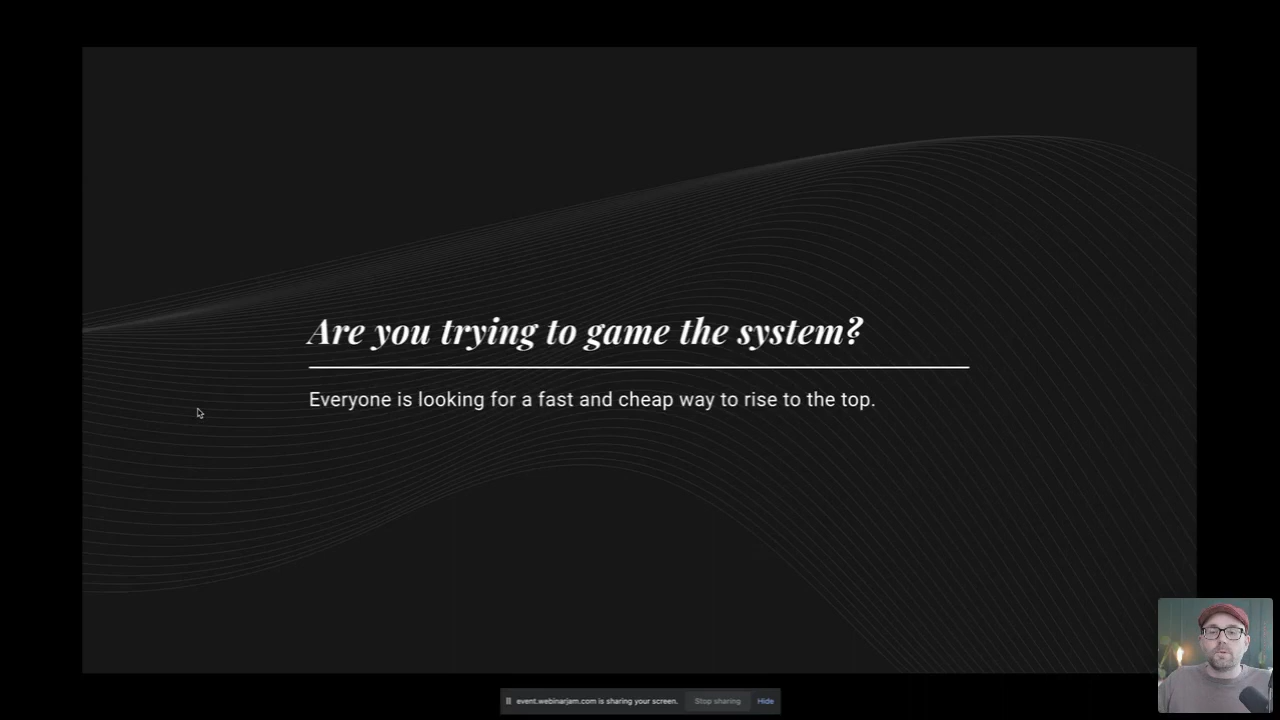 Are you trying to game the system?
Everyone is looking for a fast and cheap way to rise to the top.
event.webinarjam.com is sharing your screen. Stop sharing Hide